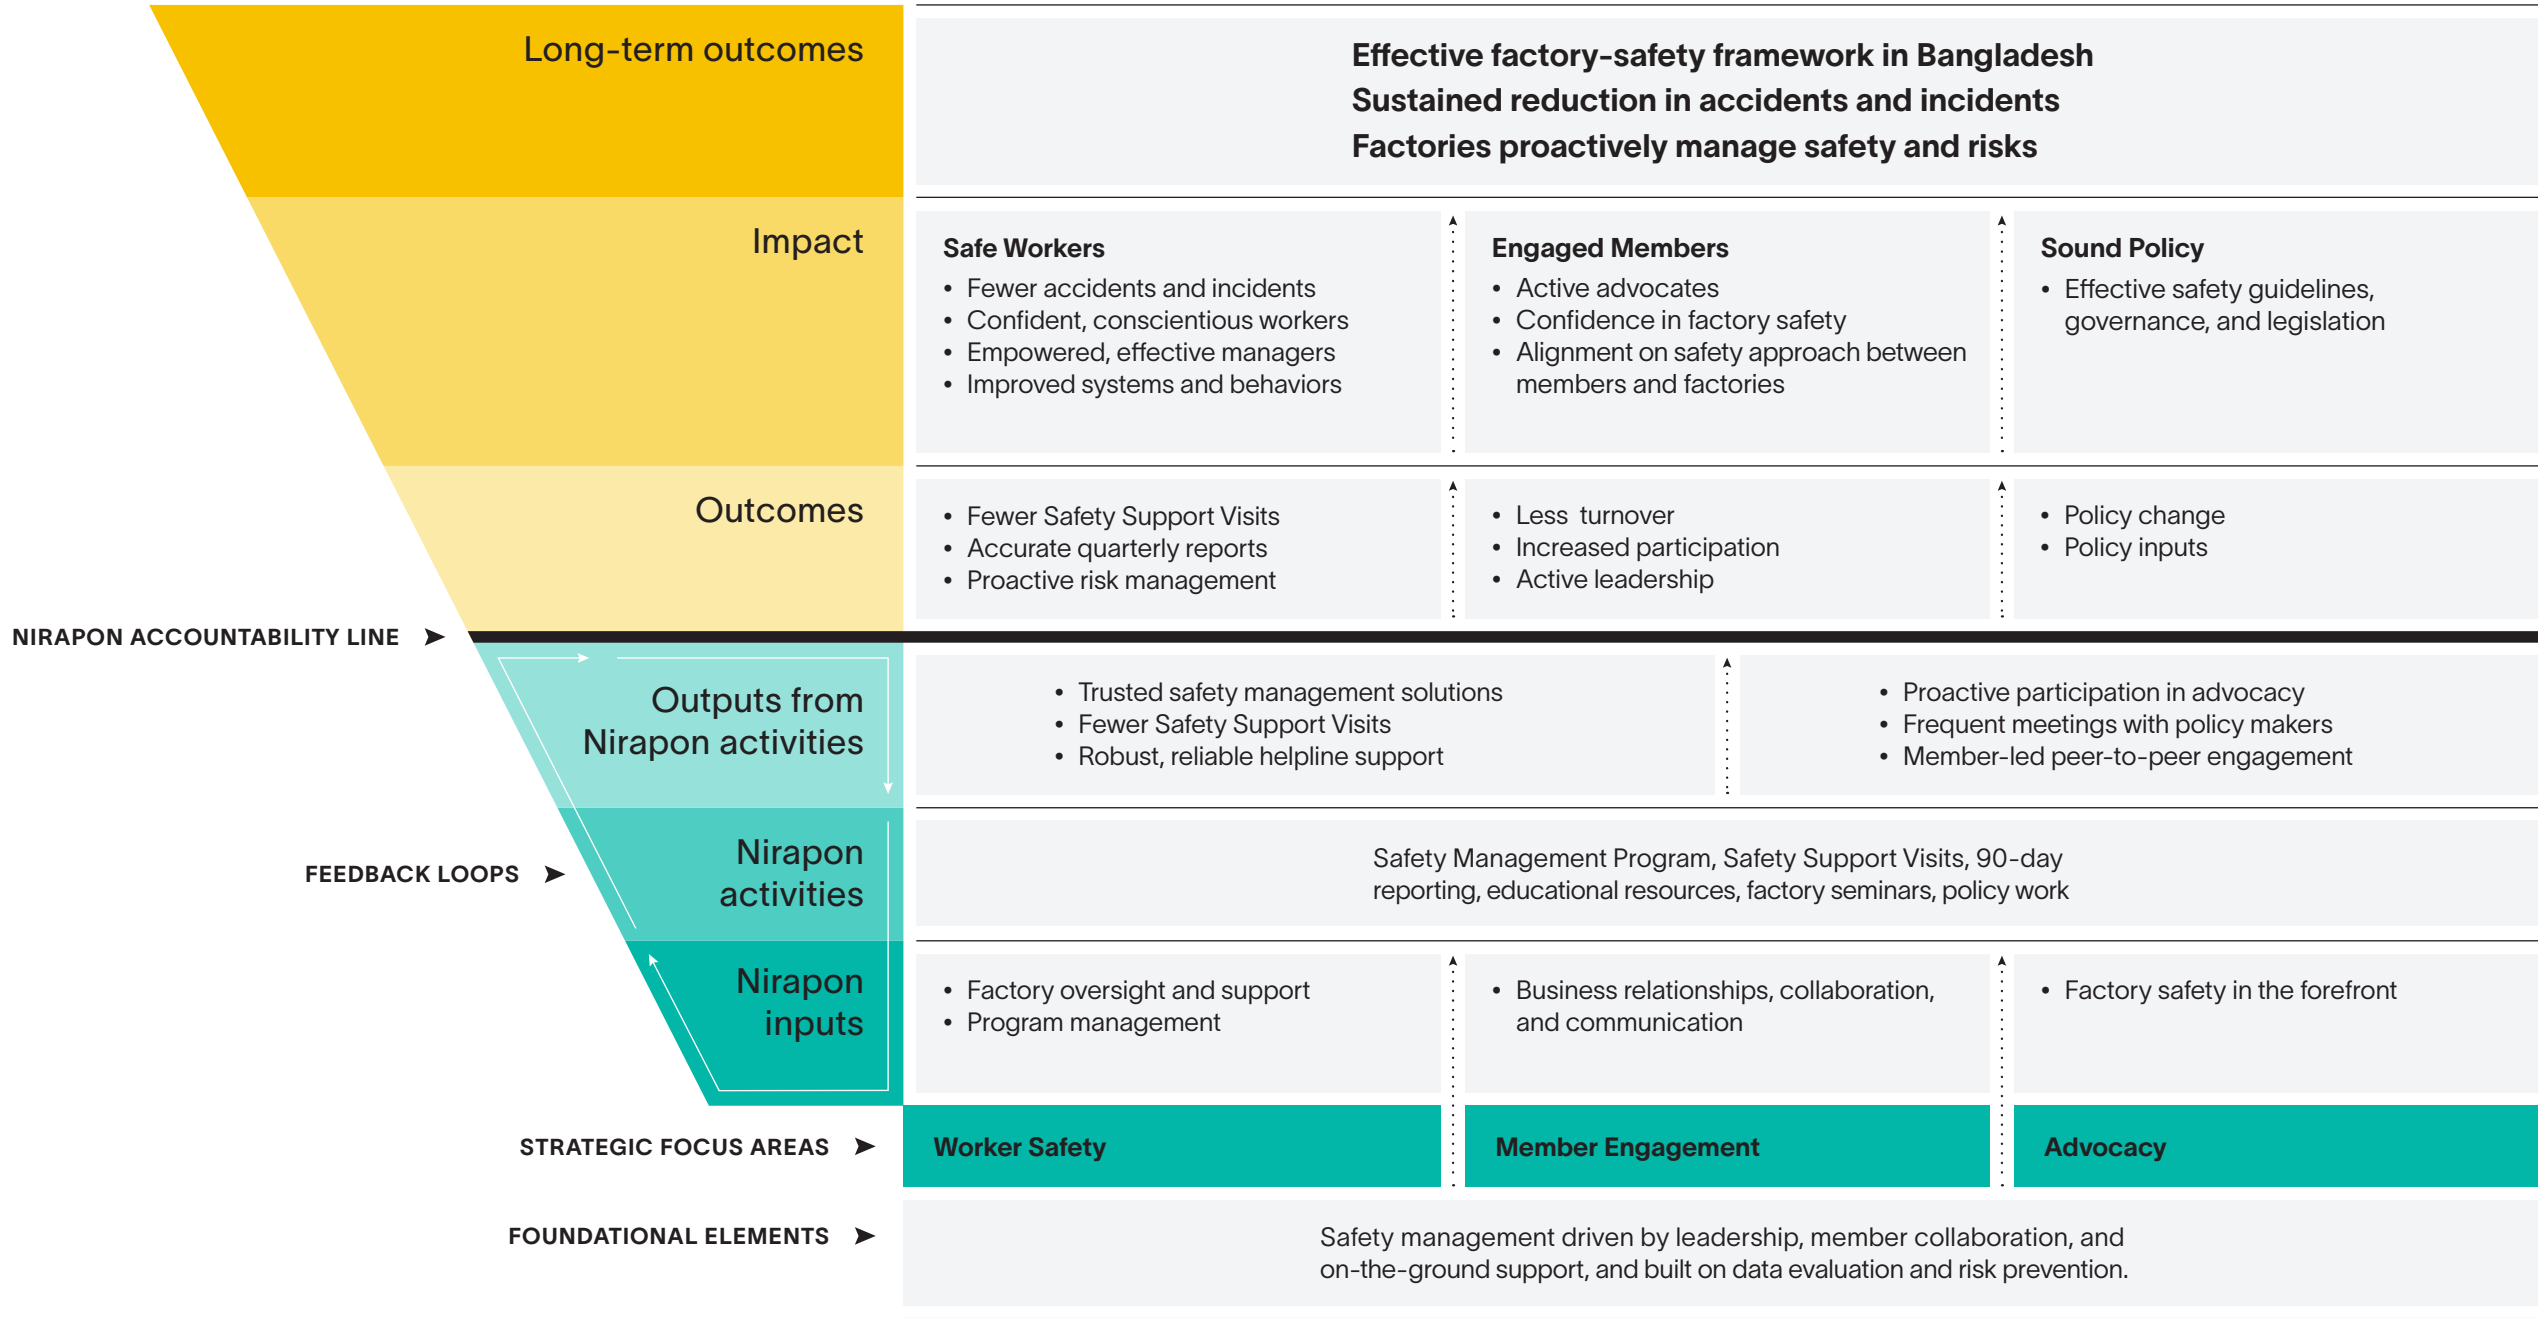 Long-term outcomes
Effective factory-safety framework in Bangladesh
Sustained reduction in accidents and incidents
Factories proactively manage safety and risks
Impact
Safe Workers
• Fewer accidents and incidents
• Confident, conscientious workers
• Empowered, effective managers
• Improved systems and behaviors
Engaged Members
• Active advocates
• Confidence in factory safety
• Alignment on safety approach between
members and factories
Sound Policy
• Effective safety guidelines,
governance, and legislation
Outcomes
• Fewer Safety Support Visits
• Accurate quarterly reports
• Proactive risk management
• Less turnover
• Increased participation
• Active leadership
• Policy change
• Policy inputs
NIRAPON ACCOUNTABILITY LINE
Outputs from
Nirapon activities
• Trusted safety management solutions
• Fewer Safety Support Visits
• Robust, reliable helpline support
• Proactive participation in advocacy
• Frequent meetings with policy makers
• Member-led peer-to-peer engagement
FEEDBACK LOOPS
Nirapon
activities
Safety Management Program, Safety Support Visits, 90-day
reporting, educational resources, factory seminars, policy work
Nirapon
inputs
• Factory oversight and support
• Program management
• Business relationships, collaboration,
and communication
• Factory safety in the forefront
STRATEGIC FOCUS AREAS
Worker Safety
Member Engagement
Advocacy
FOUNDATIONAL ELEMENTS
Safety management driven by leadership, member collaboration, and
on-the-ground support, and built on data evaluation and risk prevention.